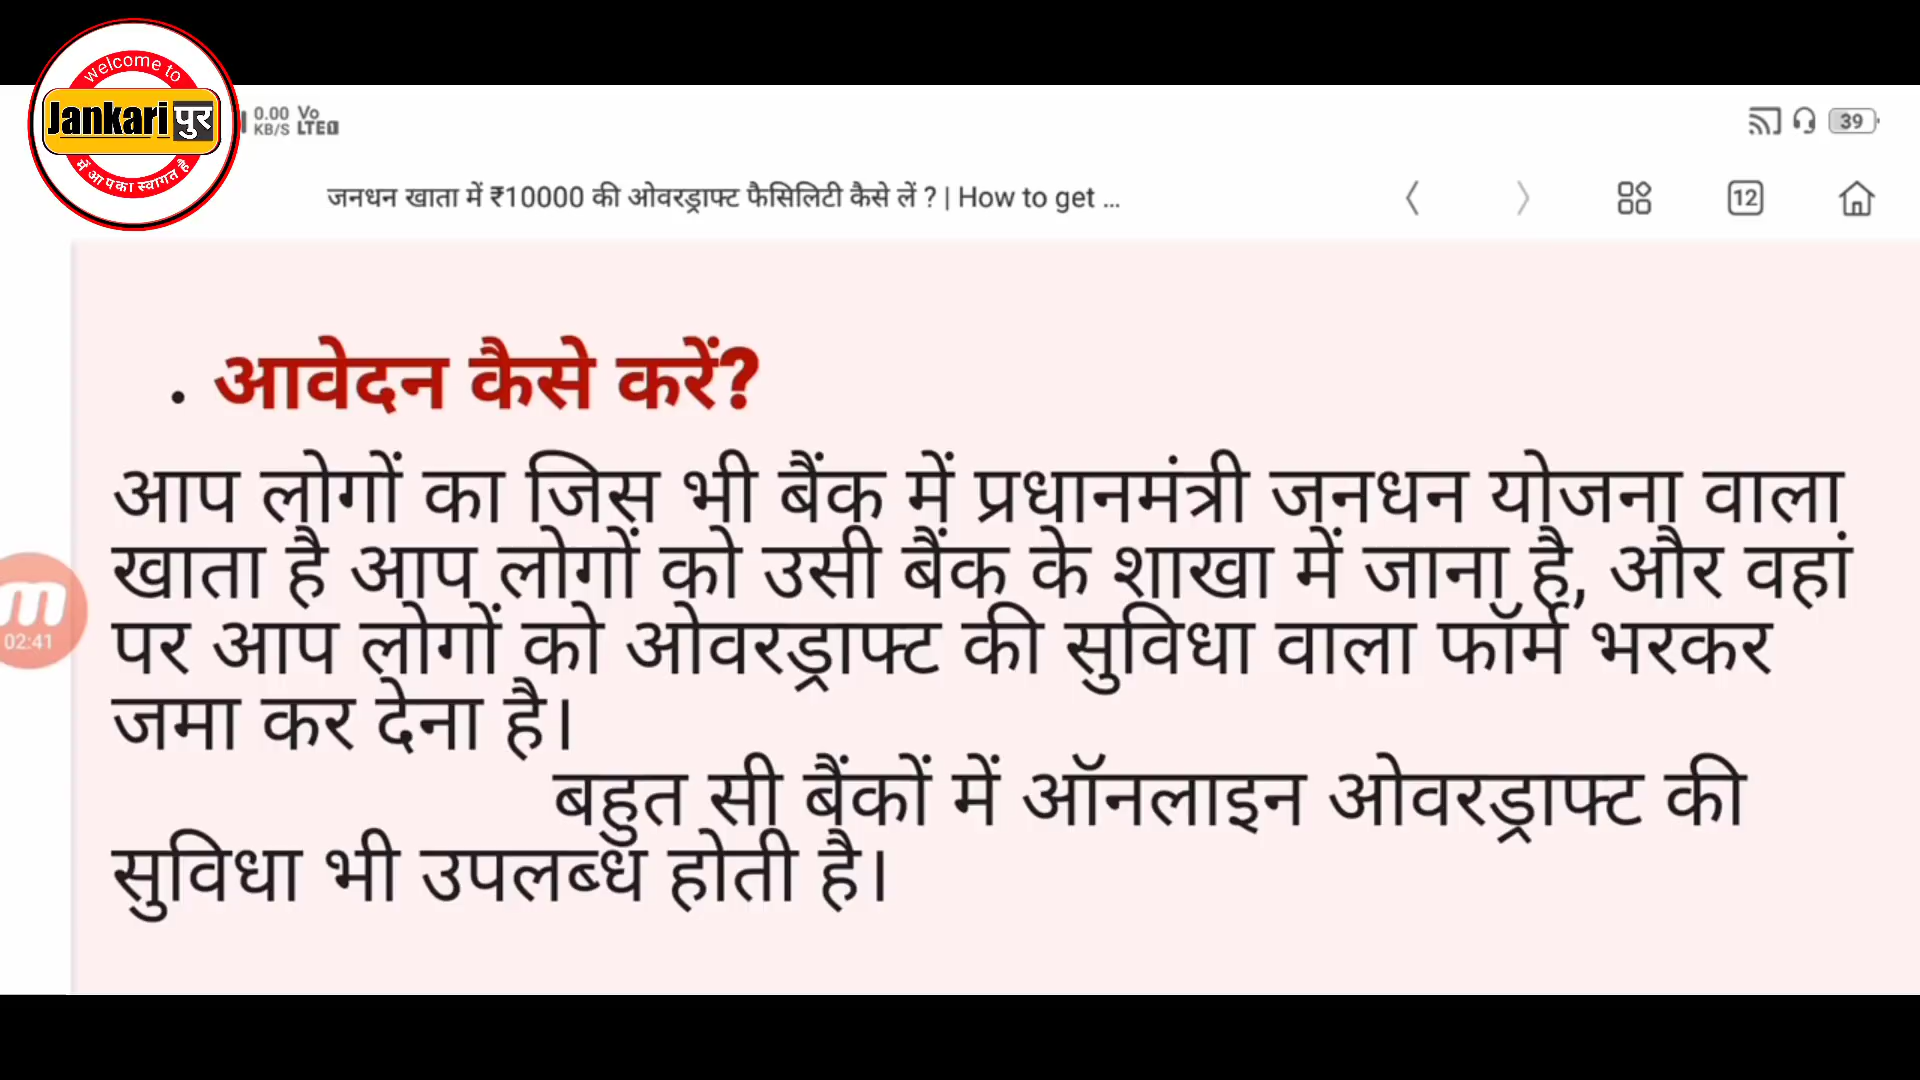 welcome to
Jankari पुर
में आपका स्वागत है
0.00 KB/S Vo LTE
39
जनधन खाता में ₹10000 की ओवरड्राफ्ट फैसिलिटी कैसे लें ? | How to get ...
12
• आवेदन कैसे करें?
आप लोगों का जिस भी बैंक में प्रधानमंत्री जनधन योजना वाला
खाता है आप लोगों को उसी बैंक के शाखा में जाना है, और वहां
पर आप लोगों को ओवरड्राफ्ट की सुविधा वाला फॉर्म भरकर
जमा कर देना है।
बहुत सी बैंकों में ऑनलाइन ओवरड्राफ्ट की
सुविधा भी उपलब्ध होती है।
02:41